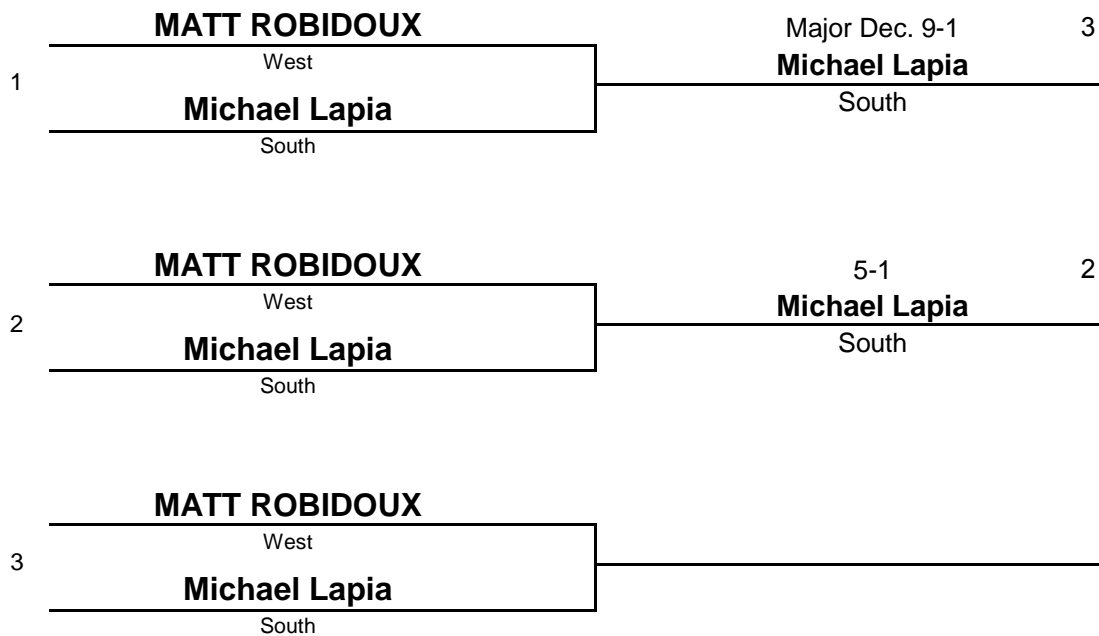 MATT ROBIDOUX
West
1
Michael Lapia
South
Major Dec. 9-1 3
Michael Lapia
South
MATT ROBIDOUX
West
2
Michael Lapia
South
5-1 2
Michael Lapia
South
MATT ROBIDOUX
West
3
Michael Lapia
South